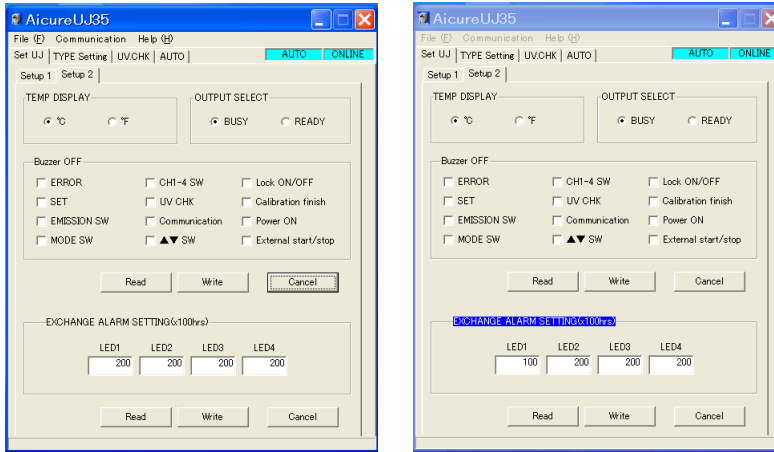 AicureUJ35
File (F) Communication Help (H)
Set UJ TYPE Setting UV.CHK AUTO AUTO ONLINE
Setup 1 Setup 2
TEMP DISPLAY OUTPUT SELECT
℃ ℉ BUSY READY
Buzzer OFF
ERROR CH1-4 SW Lock ON/OFF
SET UV CHK Calibration finish
EMISSION SW Communication Power ON
MODE SW ▲▼ SW External start/stop
Read Write Cancel
EXCHANGE ALARM SETTING(x100hrs)
LED1 LED2 LED3 LED4
200 200 200 200
Read Write Cancel
AicureUJ35
File (F) Communication Help (H)
Set UJ TYPE Setting UV.CHK AUTO AUTO ONLINE
Setup 1 Setup 2
TEMP DISPLAY OUTPUT SELECT
℃ ℉ BUSY READY
Buzzer OFF
ERROR CH1-4 SW Lock ON/OFF
SET UV CHK Calibration finish
EMISSION SW Communication Power ON
MODE SW ▲▼ SW External start/stop
Read Write Cancel
EXCHANGE ALARM SETTING(x100hrs)
LED1 LED2 LED3 LED4
100 200 200 200
Read Write Cancel